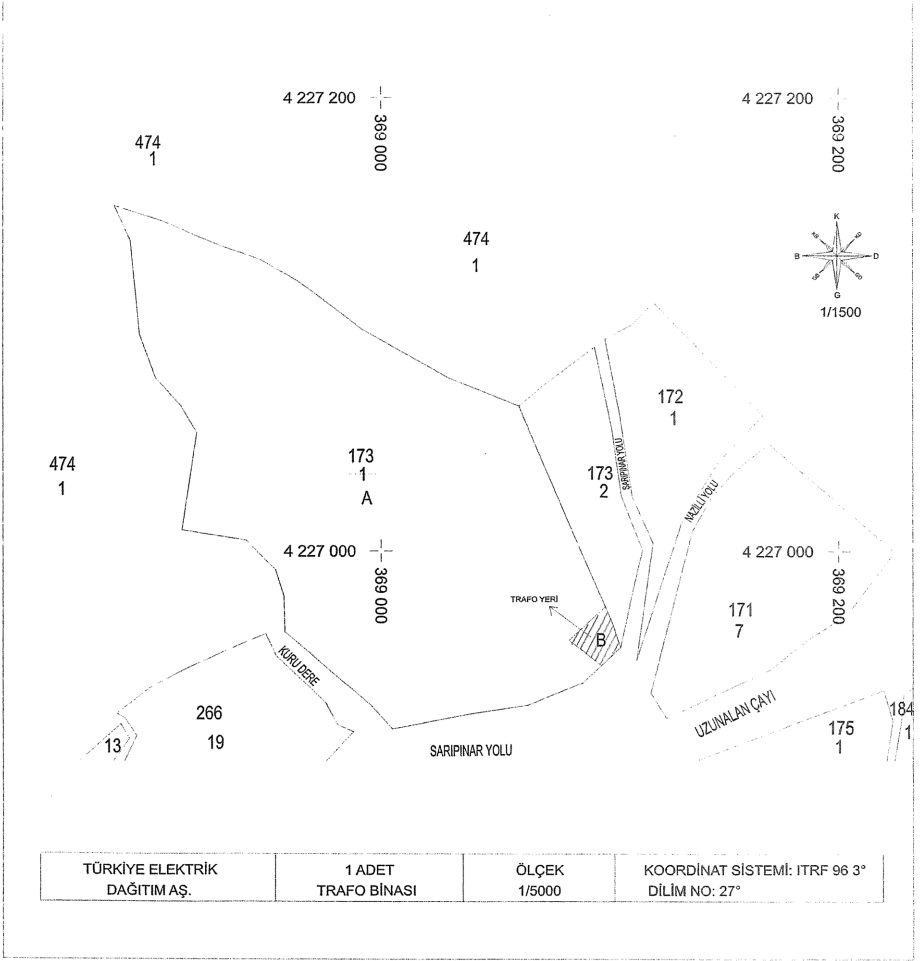 4 227 200
369 000
4 227 200
369 200
474
1
474
1
K
KB
KD
B
D
GB
GD
G
1/1500
172
1
474
1
173
1
A
173
2
SARIPINAR YOLU
NAZİLLİ YOLU
4 227 000
369 000
4 227 000
369 200
TRAFO YERİ
B
171
7
KURU DERE
266
19
13
SARIPINAR YOLU
UZUNALAN ÇAYI
175
1
184
1
TÜRKİYE ELEKTRİK
DAĞITIM AŞ.
1 ADET
TRAFO BİNASI
ÖLÇEK
1/5000
KOORDİNAT SİSTEMİ: ITRF 96 3°
DİLİM NO: 27°